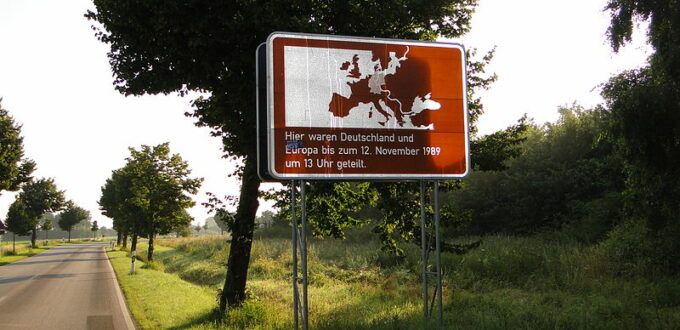 Hier waren Deutschland und
Europa bis zum 12. November 1989
um 13 Uhr geteilt.